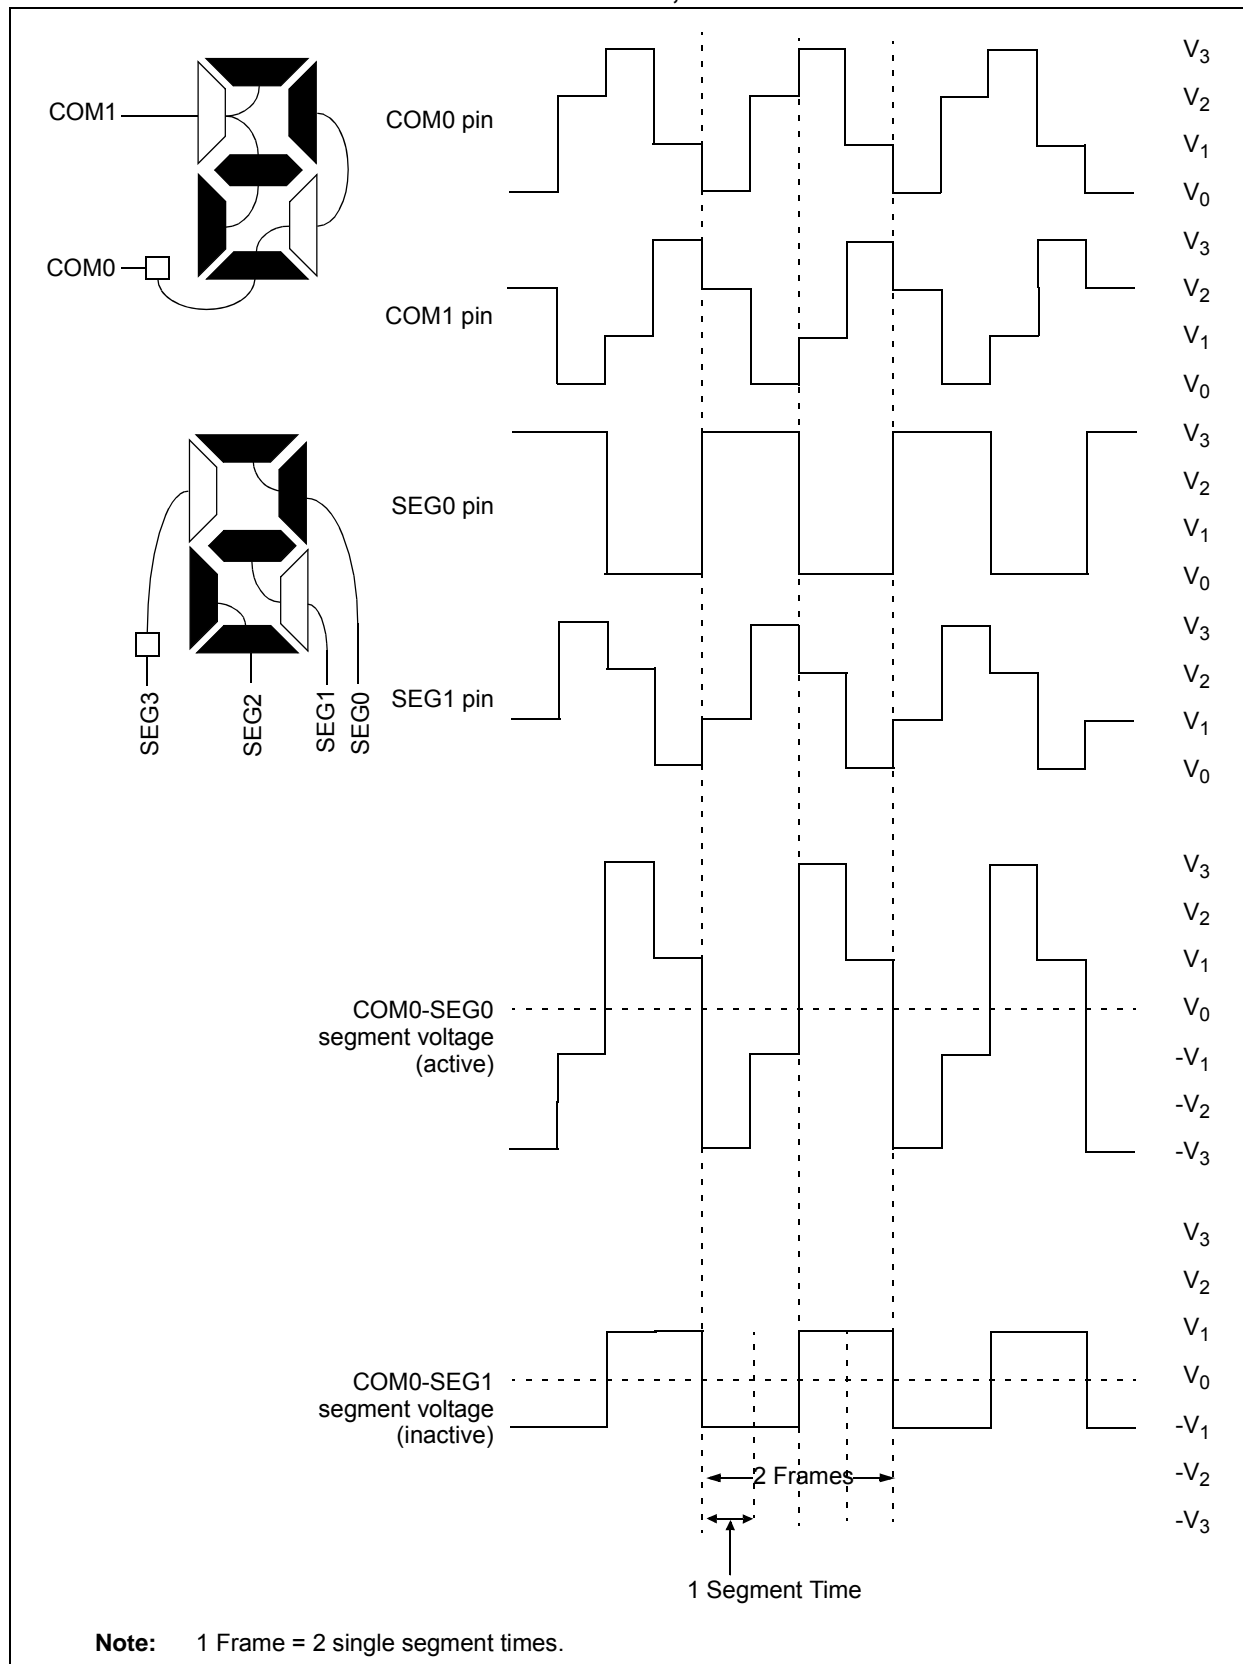 COM1
COM0
COM0 pin
V3
V2
V1
V0
COM1 pin
V3
V2
V1
V0
SEG0 pin
V3
V2
V1
V0
SEG3
SEG2
SEG1
SEG0
SEG1 pin
V3
V2
V1
V0
COM0-SEG0
segment voltage
(active)
V3
V2
V1
V0
-V1
-V2
-V3
COM0-SEG1
segment voltage
(inactive)
V3
V2
V1
V0
-V1
-V2
-V3
2 Frames
1 Segment Time
Note: 1 Frame = 2 single segment times.